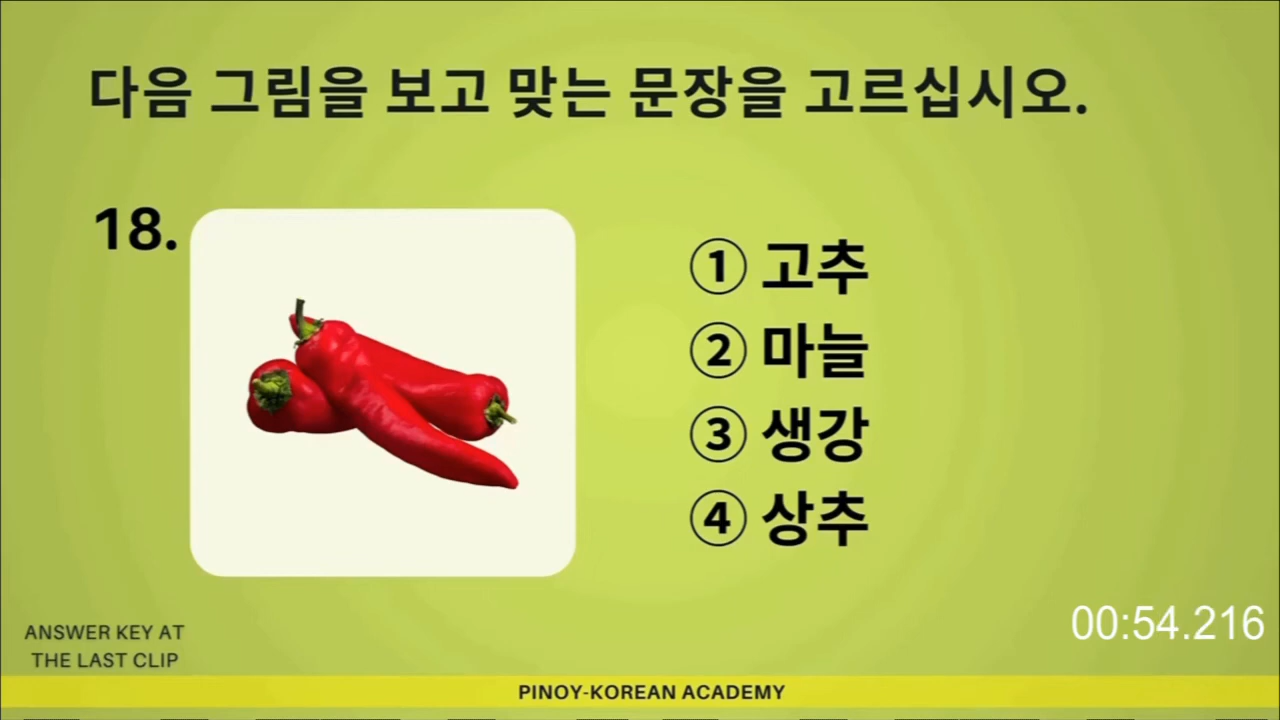 다음 그림을 보고 맞는 문장을 고르십시오.
18.
① 고추
② 마늘
③ 생강
④ 상추
00:54.216
ANSWER KEY AT
THE LAST CLIP
PINOY-KOREAN ACADEMY